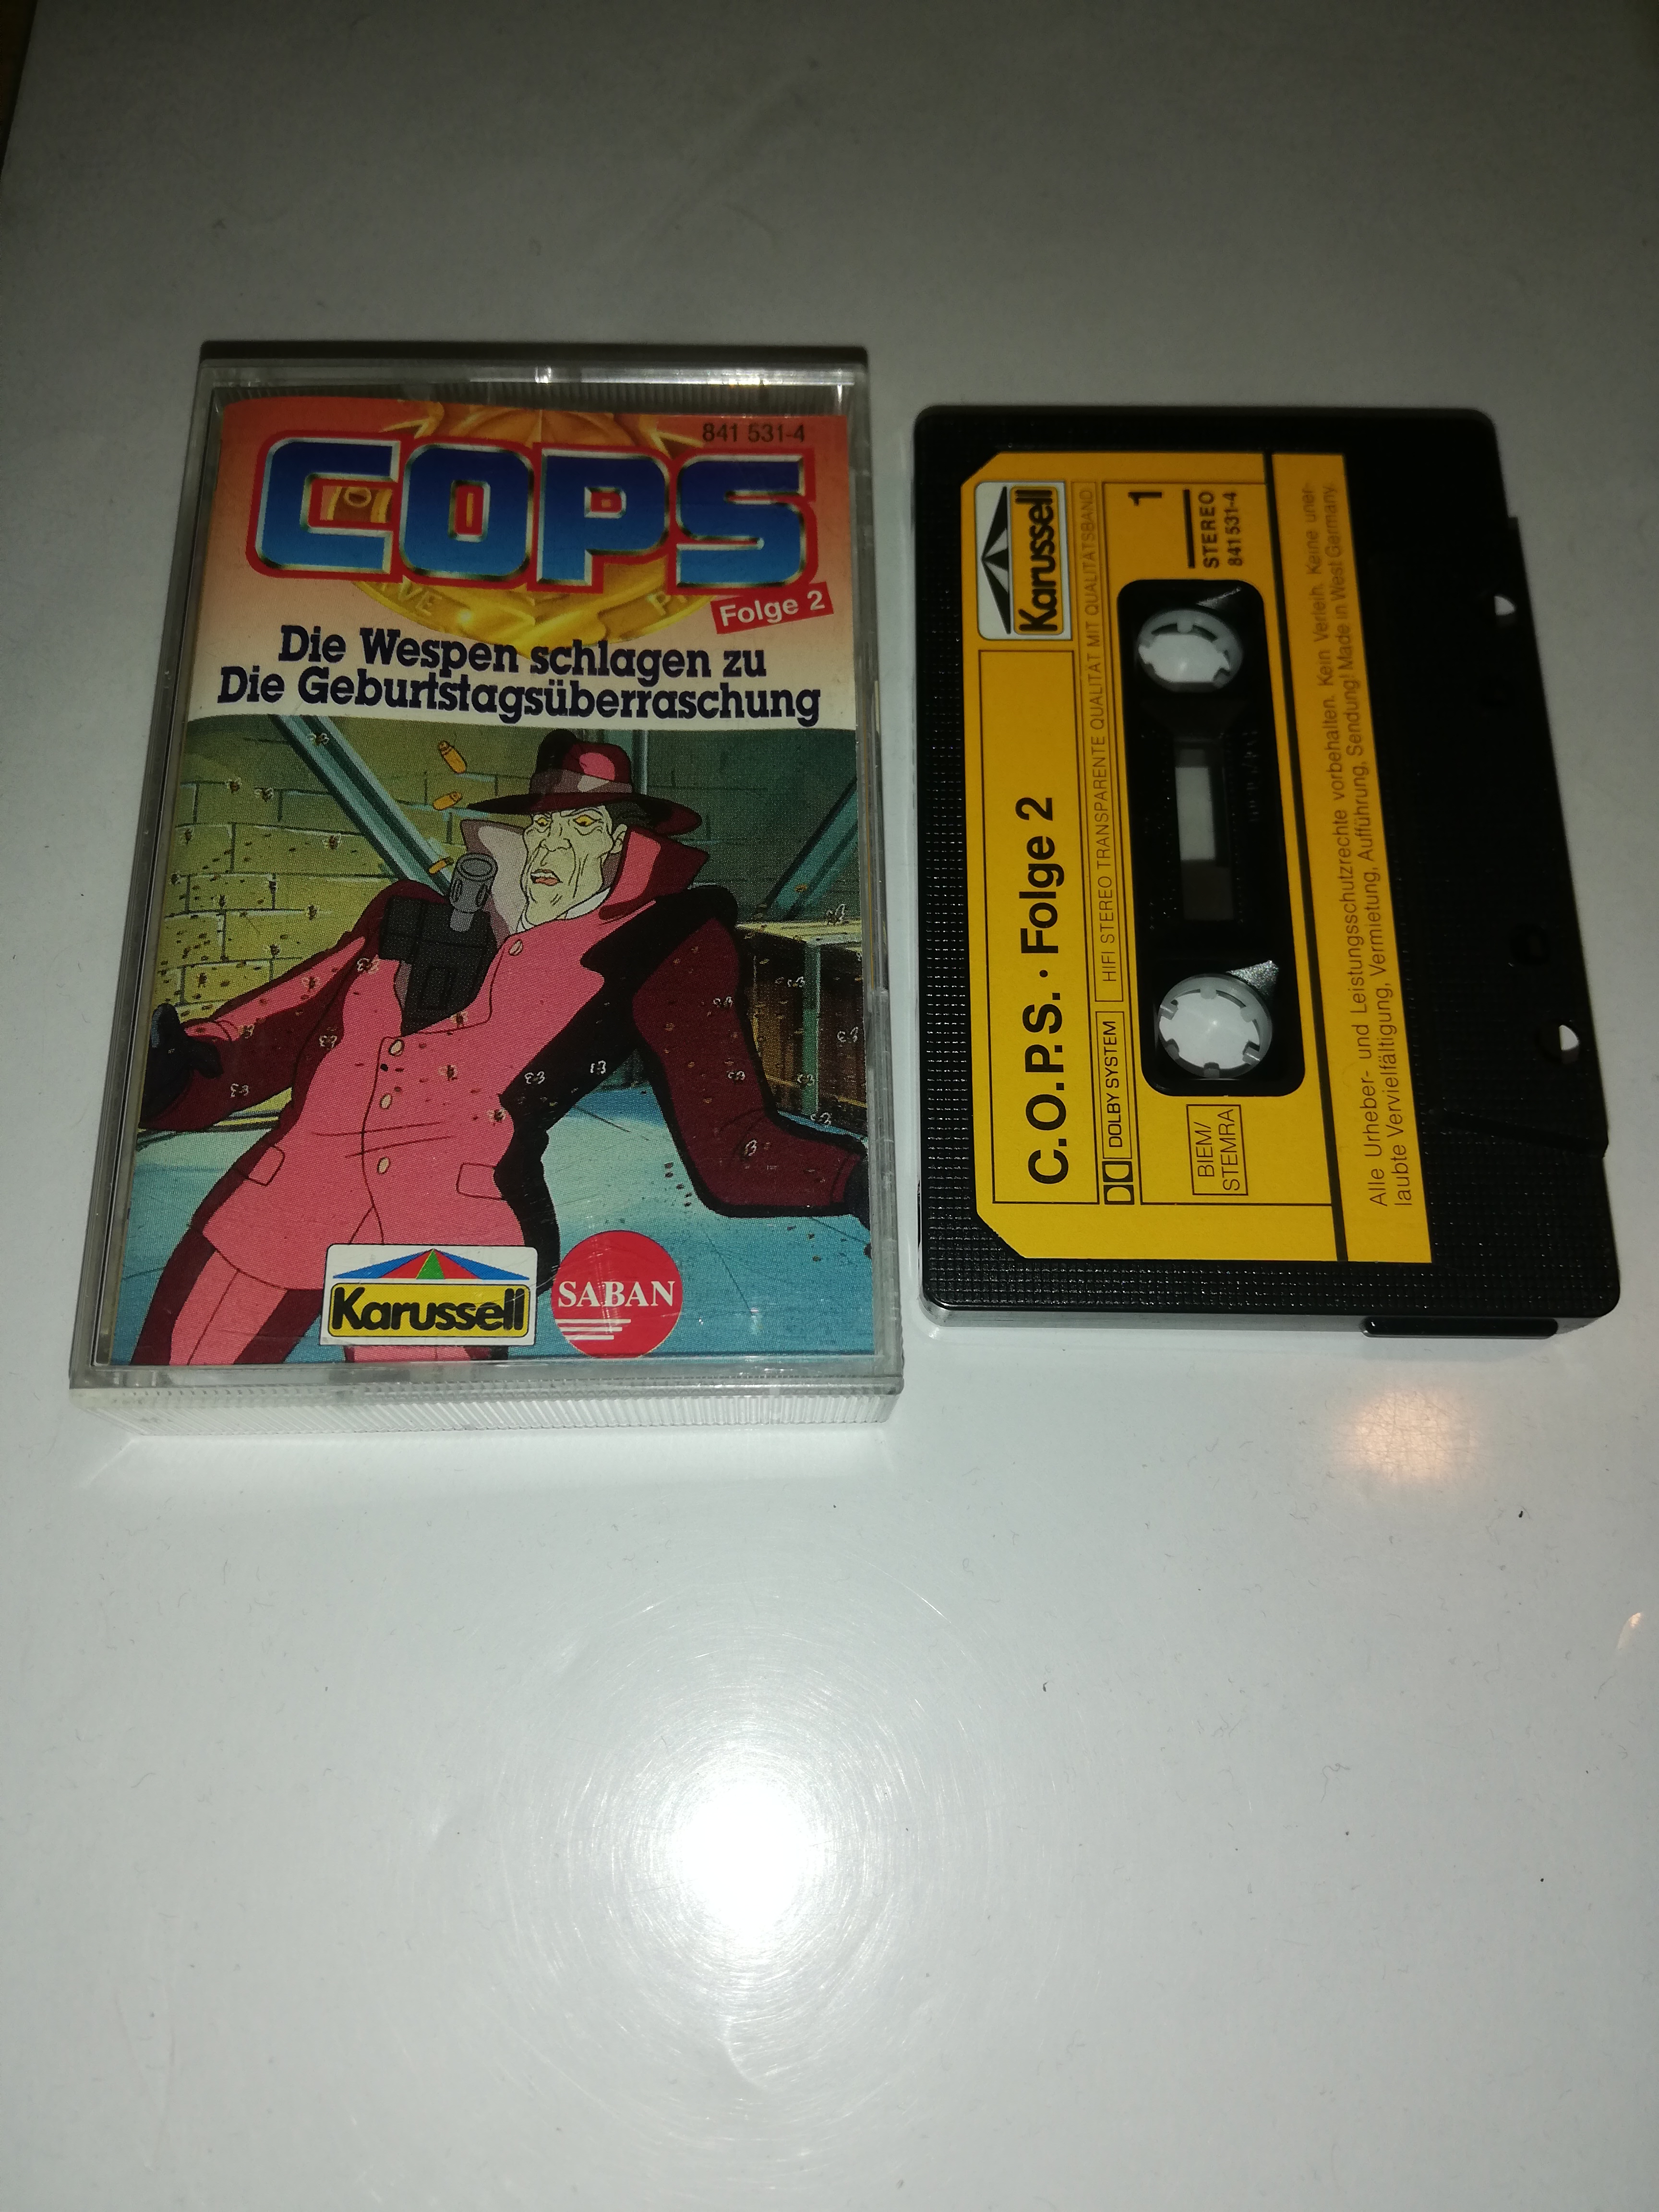 841 531-4
COPS
Folge 2
Die Wespen schlagen zu
Die Geburtstagsüberraschung
Karussell
SABAN
Karussell
C.O.P.S. · Folge 2
DOLBY SYSTEM
HIFI STEREO TRANSPARENTE QUALITÄT MIT QUALITÄTSBAND
1
STEREO
841 531-4
BIEM/
STEMRA
Alle Urheber- und Leistungsschutzrechte vorbehalten. Kein Verleih. Keine uner-
laubte Vervielfältigung, Vermietung, Aufführung, Sendung! Made in West Germany.